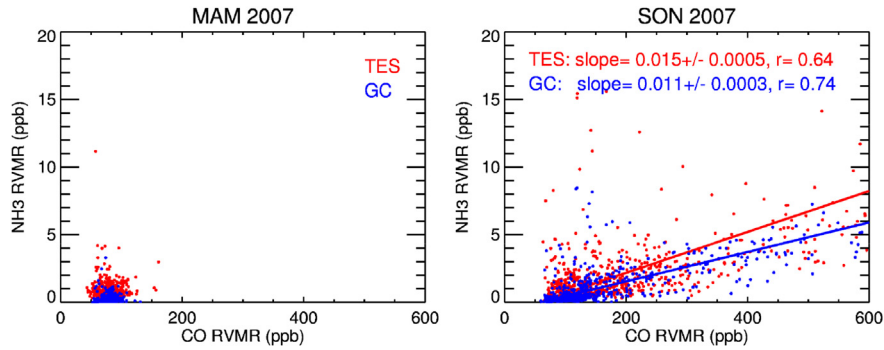 MAM 2007
20
15
10
5
0
NH3 RVMR (ppb)
TES
GC
0 200 400 600
CO RVMR (ppb)
SON 2007
20
15
10
5
0
NH3 RVMR (ppb)
TES: slope= 0.015+/- 0.0005, r= 0.64
GC: slope= 0.011+/- 0.0003, r= 0.74
0 200 400 600
CO RVMR (ppb)